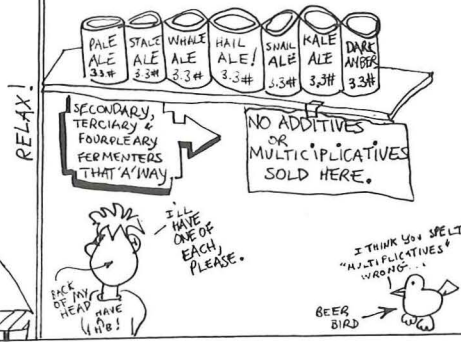 RELAX!
PALE
ALE
3.3#
STALE
ALE
3.3#
WHALE
ALE
3.3#
HAIL
ALE!
3.3#
SNAIL
ALE
3.3#
KALE
ALE
3.3#
DARK
AMBER
3.3#
SECONDARY,
TERCIARY &
FOURPLEARY
FERMENTERS
THAT 'A' WAY.
NO ADDITIVES
OR
MULTICIPLICATIVES
SOLD HERE.
I'LL
HAVE
ONE OF
EACH,
PLEASE.
BACK
OF MY
HEAD
HAVE
A
HB!
I THINK YOU SPELT
"MULTIPLICATIVES"
WRONG...
BEER
BIRD